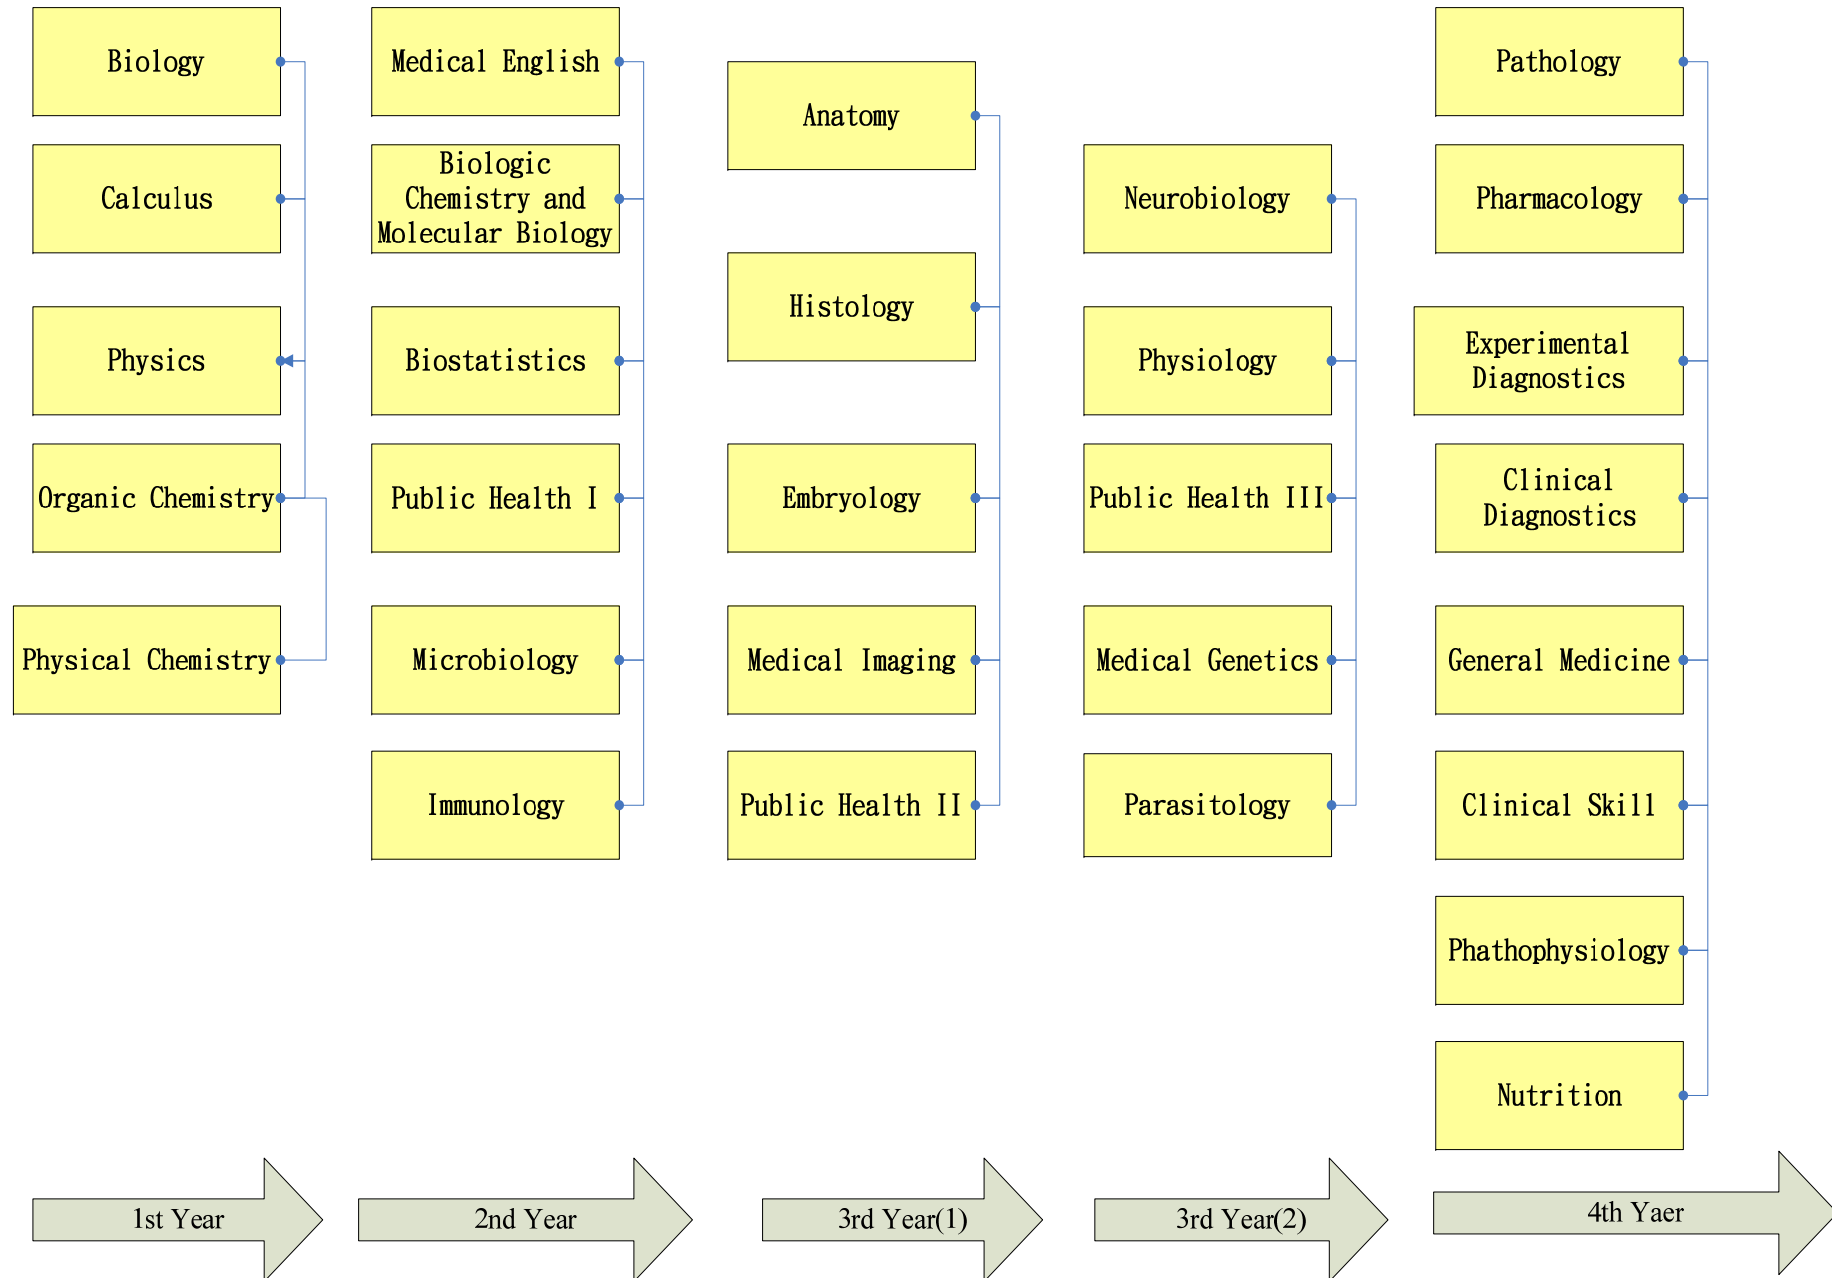 Biology
Calculus
Physics
Organic Chemistry
Physical Chemistry
Medical English
Biologic
Chemistry and
Molecular Biology
Biostatistics
Public Health I
Microbiology
Immunology
Anatomy
Histology
Embryology
Medical Imaging
Public Health II
Neurobiology
Physiology
Public Health III
Medical Genetics
Parasitology
Pathology
Pharmacology
Experimental
Diagnostics
Clinical
Diagnostics
General Medicine
Clinical Skill
Phathophysiology
Nutrition
1st Year
2nd Year
3rd Year(1)
3rd Year(2)
4th Yaer